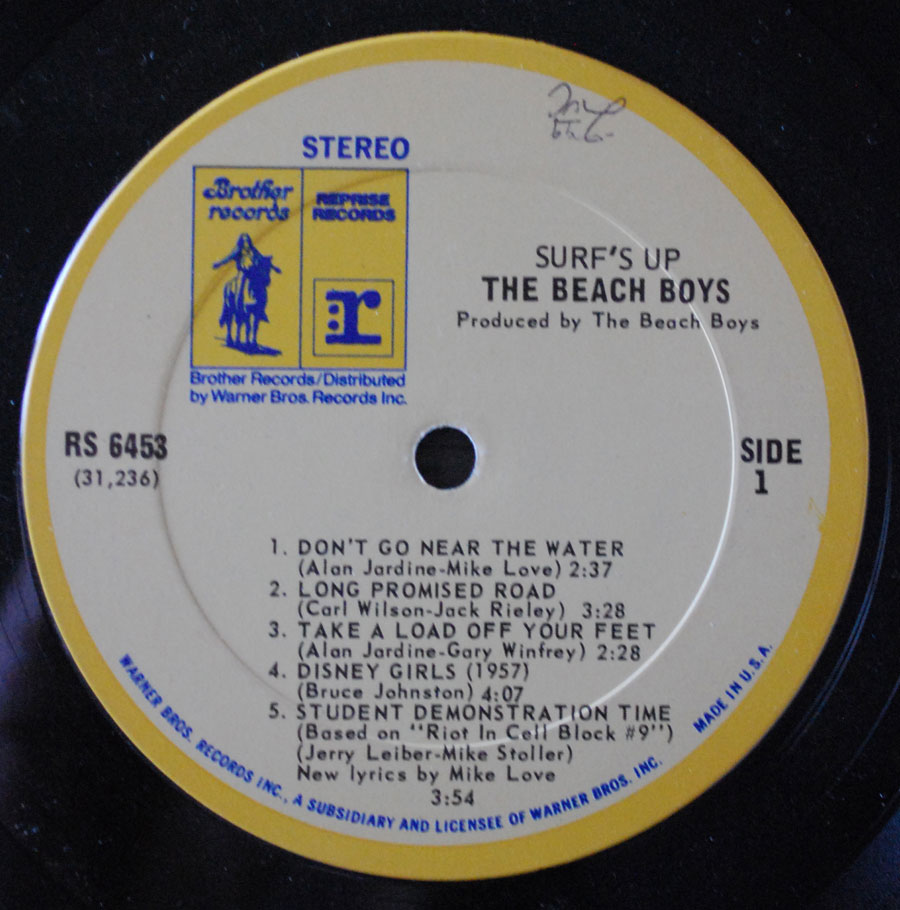 STEREO
Brother
records
REPRISE
RECORDS
r
Brother Records/Distributed
by Warner Bros. Records Inc.
SURF'S UP
THE BEACH BOYS
Produced by The Beach Boys
RS 6453
(31,236)
SIDE
1
1. DON'T GO NEAR THE WATER
(Alan Jardine-Mike Love) 2:37
2. LONG PROMISED ROAD
(Carl Wilson-Jack Rieley) 3:28
3. TAKE A LOAD OFF YOUR FEET
(Alan Jardine-Gary Winfrey) 2:28
4. DISNEY GIRLS (1957)
(Bruce Johnston) 4:07
5. STUDENT DEMONSTRATION TIME
(Based on "Riot In Cell Block #9")
(Jerry Leiber-Mike Stoller)
New lyrics by Mike Love
3:54
WARNER BROS. RECORDS INC., A SUBSIDIARY AND LICENSEE OF WARNER BROS. INC.
MADE IN U.S.A.